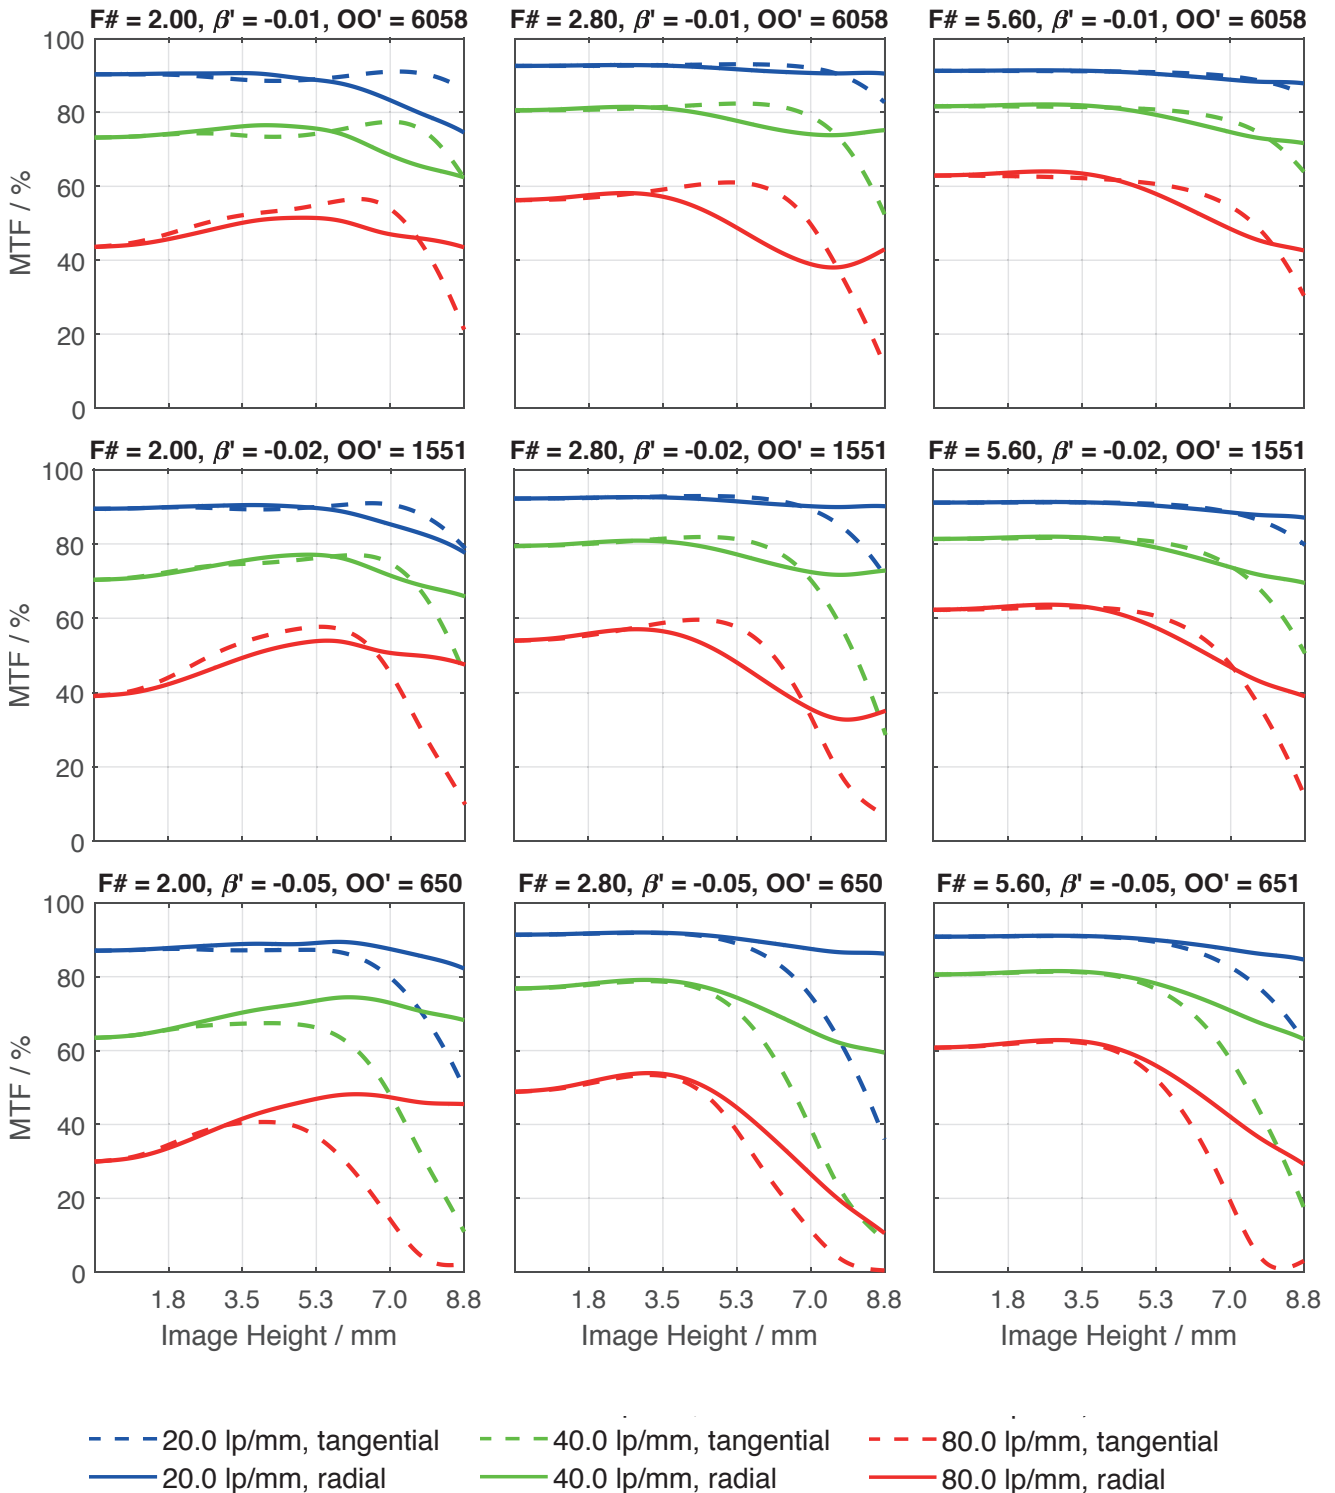 F# = 2.00, β' = -0.01, OO' = 6058
F# = 2.80, β' = -0.01, OO' = 6058
F# = 5.60, β' = -0.01, OO' = 6058
100
80
60
40
20
0
MTF / %
F# = 2.00, β' = -0.02, OO' = 1551
F# = 2.80, β' = -0.02, OO' = 1551
F# = 5.60, β' = -0.02, OO' = 1551
100
80
60
40
20
0
MTF / %
F# = 2.00, β' = -0.05, OO' = 650
F# = 2.80, β' = -0.05, OO' = 650
F# = 5.60, β' = -0.05, OO' = 651
100
80
60
40
20
0
MTF / %
1.8 3.5 5.3 7.0 8.8
1.8 3.5 5.3 7.0 8.8
1.8 3.5 5.3 7.0 8.8
Image Height / mm
Image Height / mm
Image Height / mm
20.0 lp/mm, tangential
40.0 lp/mm, tangential
80.0 lp/mm, tangential
20.0 lp/mm, radial
40.0 lp/mm, radial
80.0 lp/mm, radial